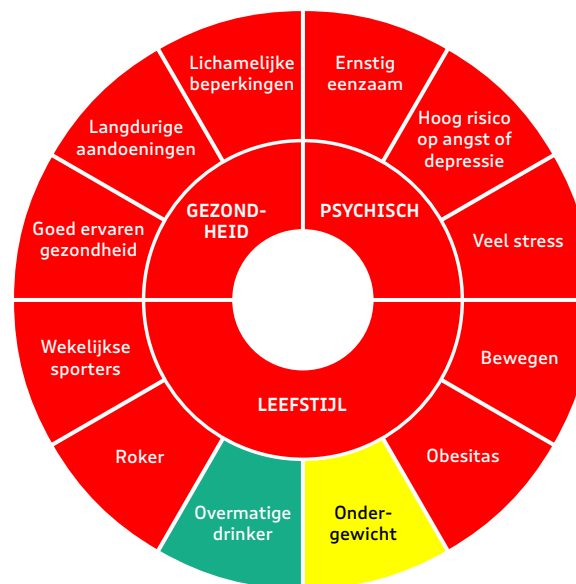 Lichamelijke
beperkingen
Ernstig
eenzaam
Langdurige
aandoeningen
Hoog risico
op angst of
depressie
GEZOND-
HEID
PSYCHISCH
Goed ervaren
gezondheid
Veel stress
Wekelijkse
sporters
Bewegen
LEEFSTIJL
Roker
Obesitas
Overmatige
drinker
Onder-
gewicht